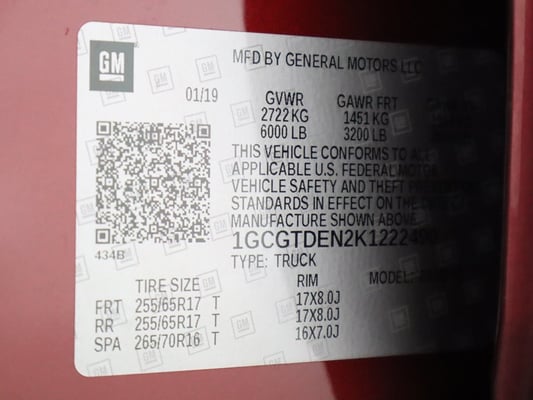 GM
MFD BY GENERAL MOTORS LLC
01/19
GVWR GAWR FRT
2722 KG 1451 KG
6000 LB 3200 LB
THIS VEHICLE CONFORMS TO ALL
APPLICABLE U.S. FEDERAL MOTOR
VEHICLE SAFETY AND THEFT PREVENTION
STANDARDS IN EFFECT ON THE DATE OF
MANUFACTURE SHOWN ABOVE.
434B
TYPE: TRUCK
TIRE SIZE RIM MODEL:
FRT 255/65R17 T 17X8.0J
RR 255/65R17 T 17X8.0J
SPA 265/70R16 T 16X7.0J